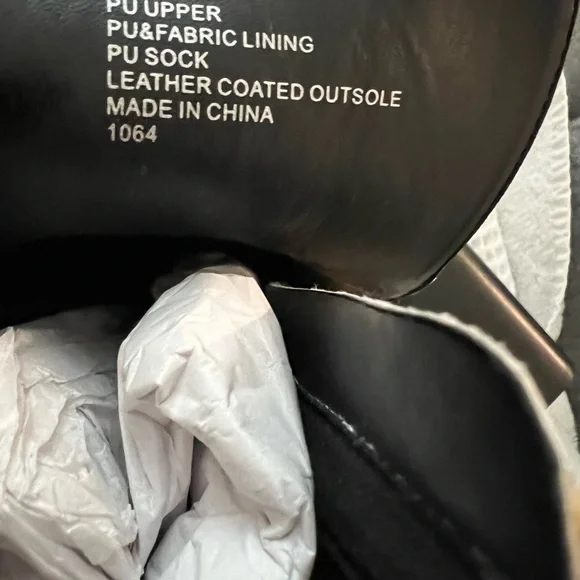 PU UPPER
PU&FABRIC LINING
PU SOCK
LEATHER COATED OUTSOLE
MADE IN CHINA
1064